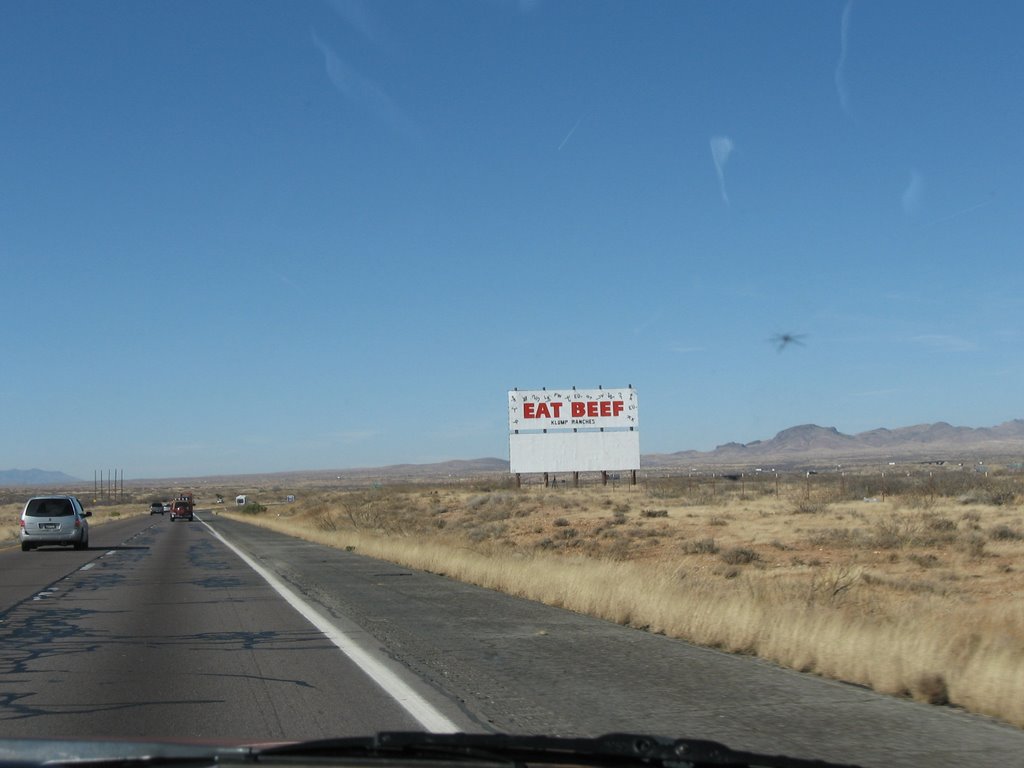 EAT BEEF
KLUMP RANCHES